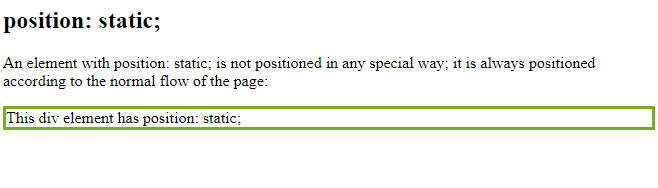 position: static;
An element with position: static; is not positioned in any special way; it is always positioned
according to the normal flow of the page:
This div element has position: static;